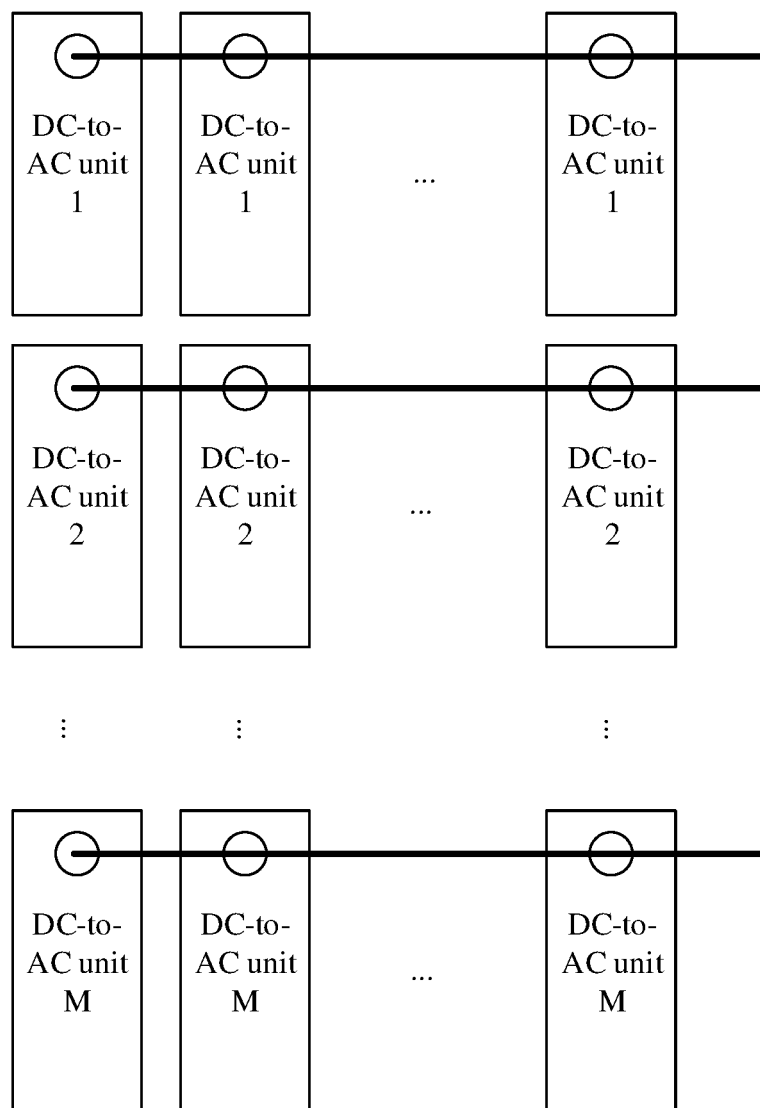 DC-to-
AC unit
1
DC-to-
AC unit
1
...
DC-to-
AC unit
1
DC-to-
AC unit
2
DC-to-
AC unit
2
...
DC-to-
AC unit
2
...
...
...
DC-to-
AC unit
M
DC-to-
AC unit
M
...
DC-to-
AC unit
M